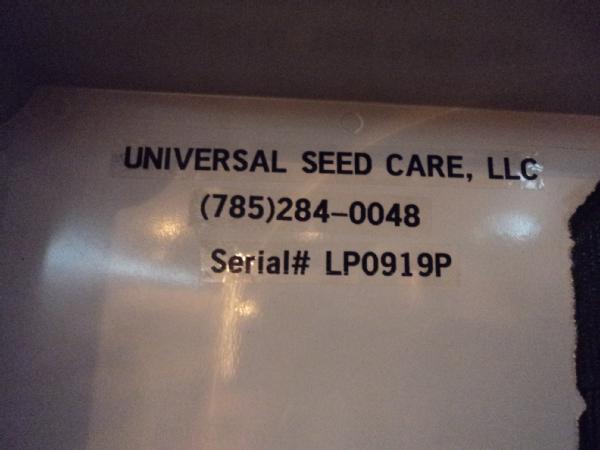 UNIVERSAL SEED CARE, LLC
(785)284-0048
Serial# LP0919P